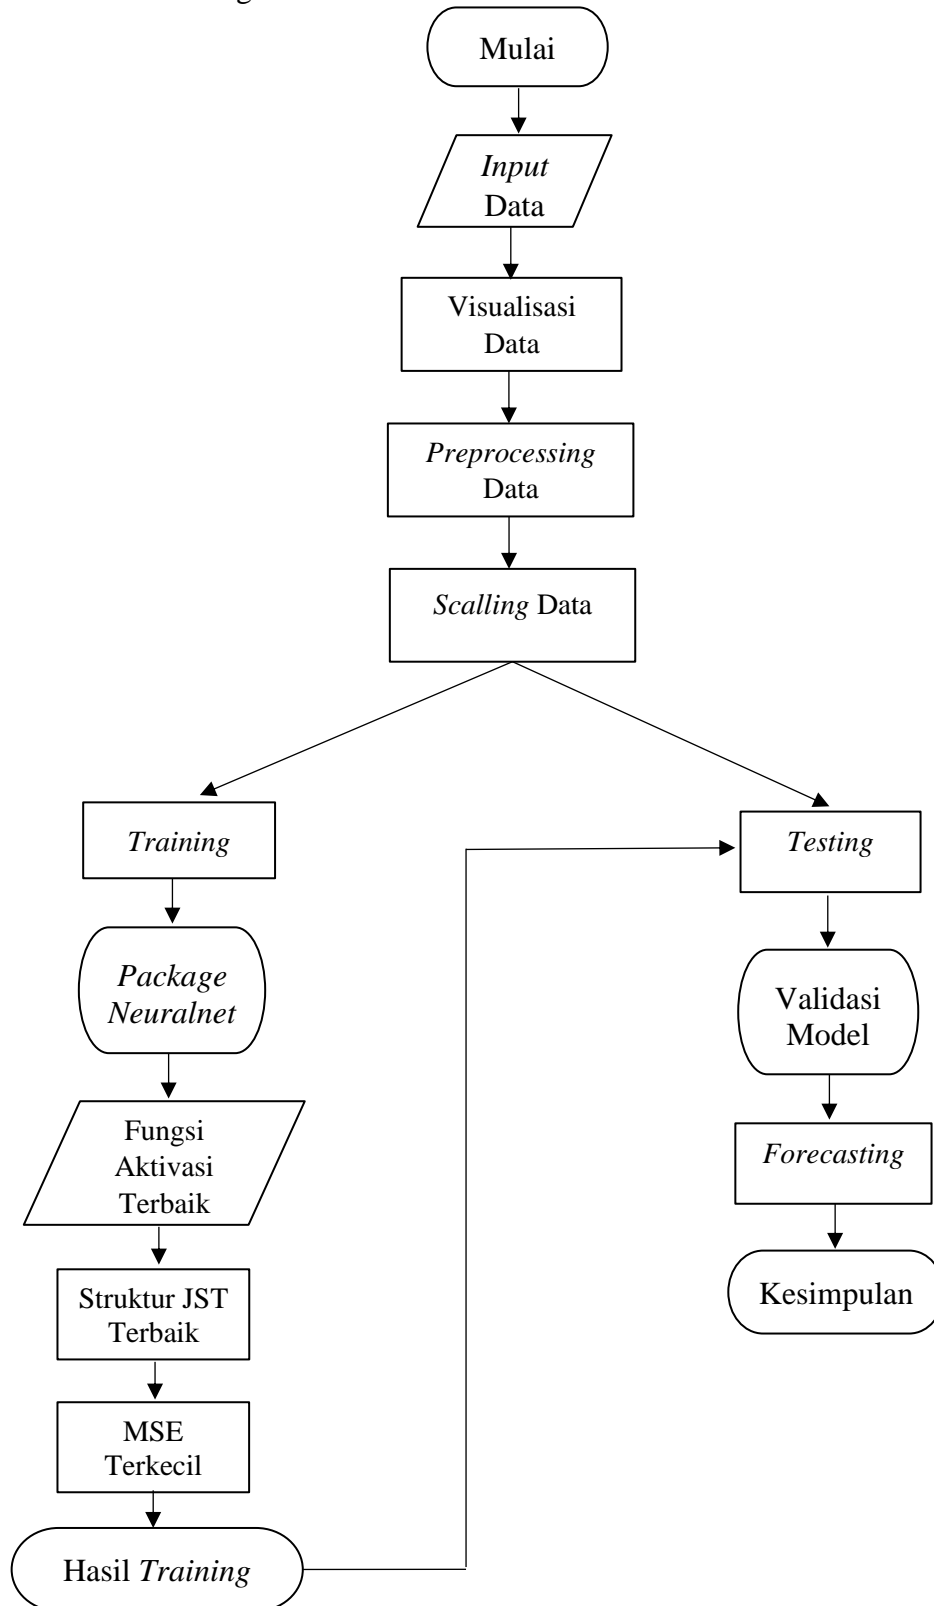 Mulai
Input
Data
Visualisasi
Data
Preprocessing
Data
Scalling Data
Training
Package
Neuralnet
Fungsi
Aktivasi
Terbaik
Struktur JST
Terbaik
MSE
Terkecil
Hasil Training
Testing
Validasi
Model
Forecasting
Kesimpulan